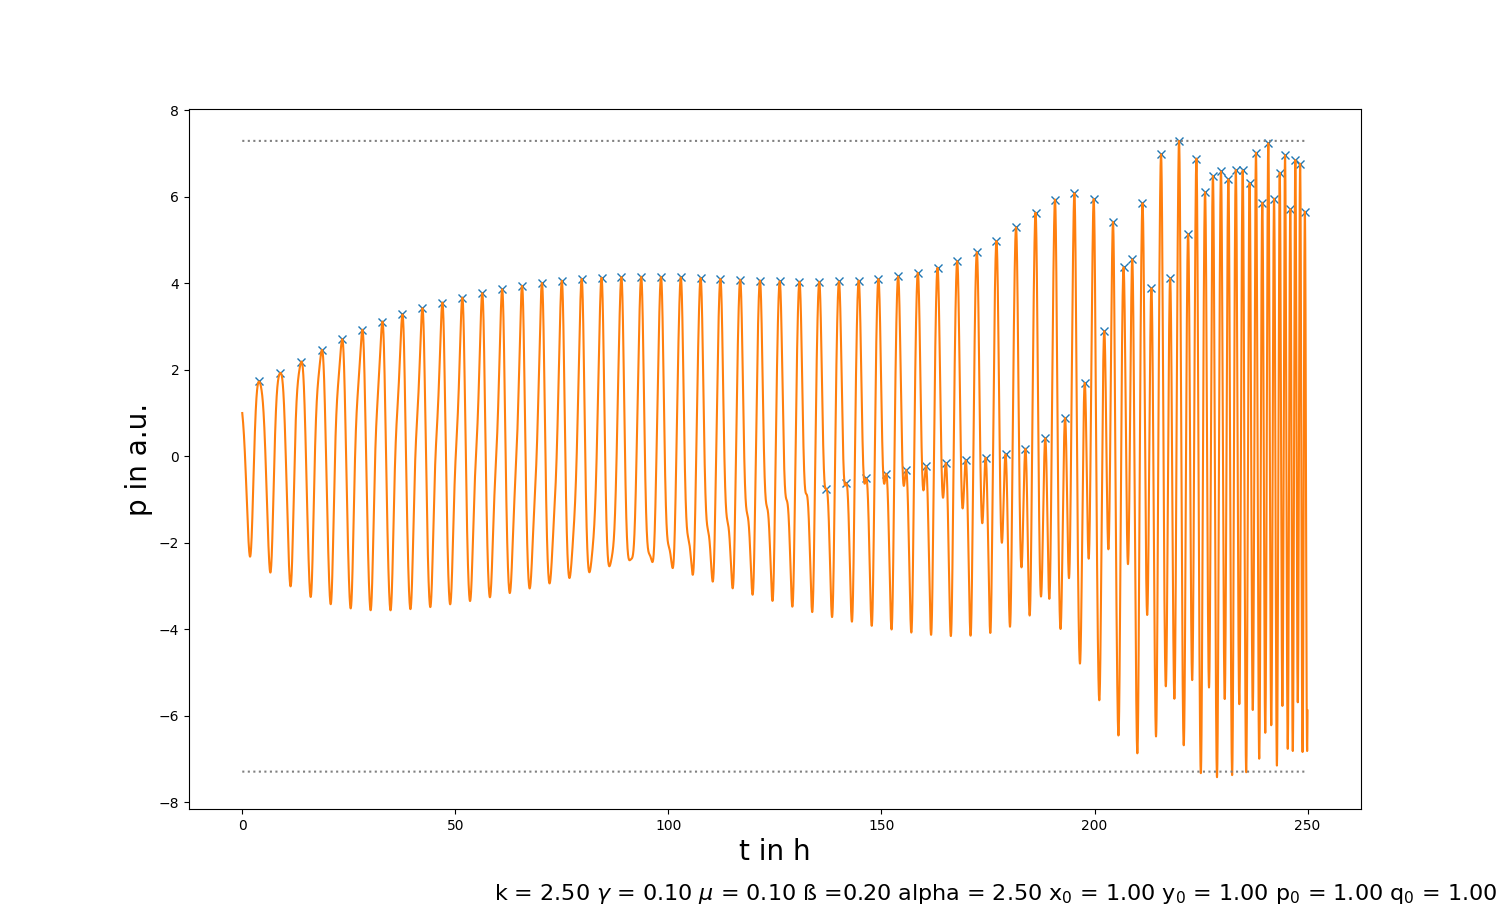 8
6
4
2
0
−2
−4
−6
−8
p in a.u.
0 50 100 150 200 250
t in h
k = 2.50 γ = 0.10 μ = 0.10 ß =0.20 alpha = 2.50 x₀ = 1.00 y₀ = 1.00 p₀ = 1.00 q₀ = 1.00